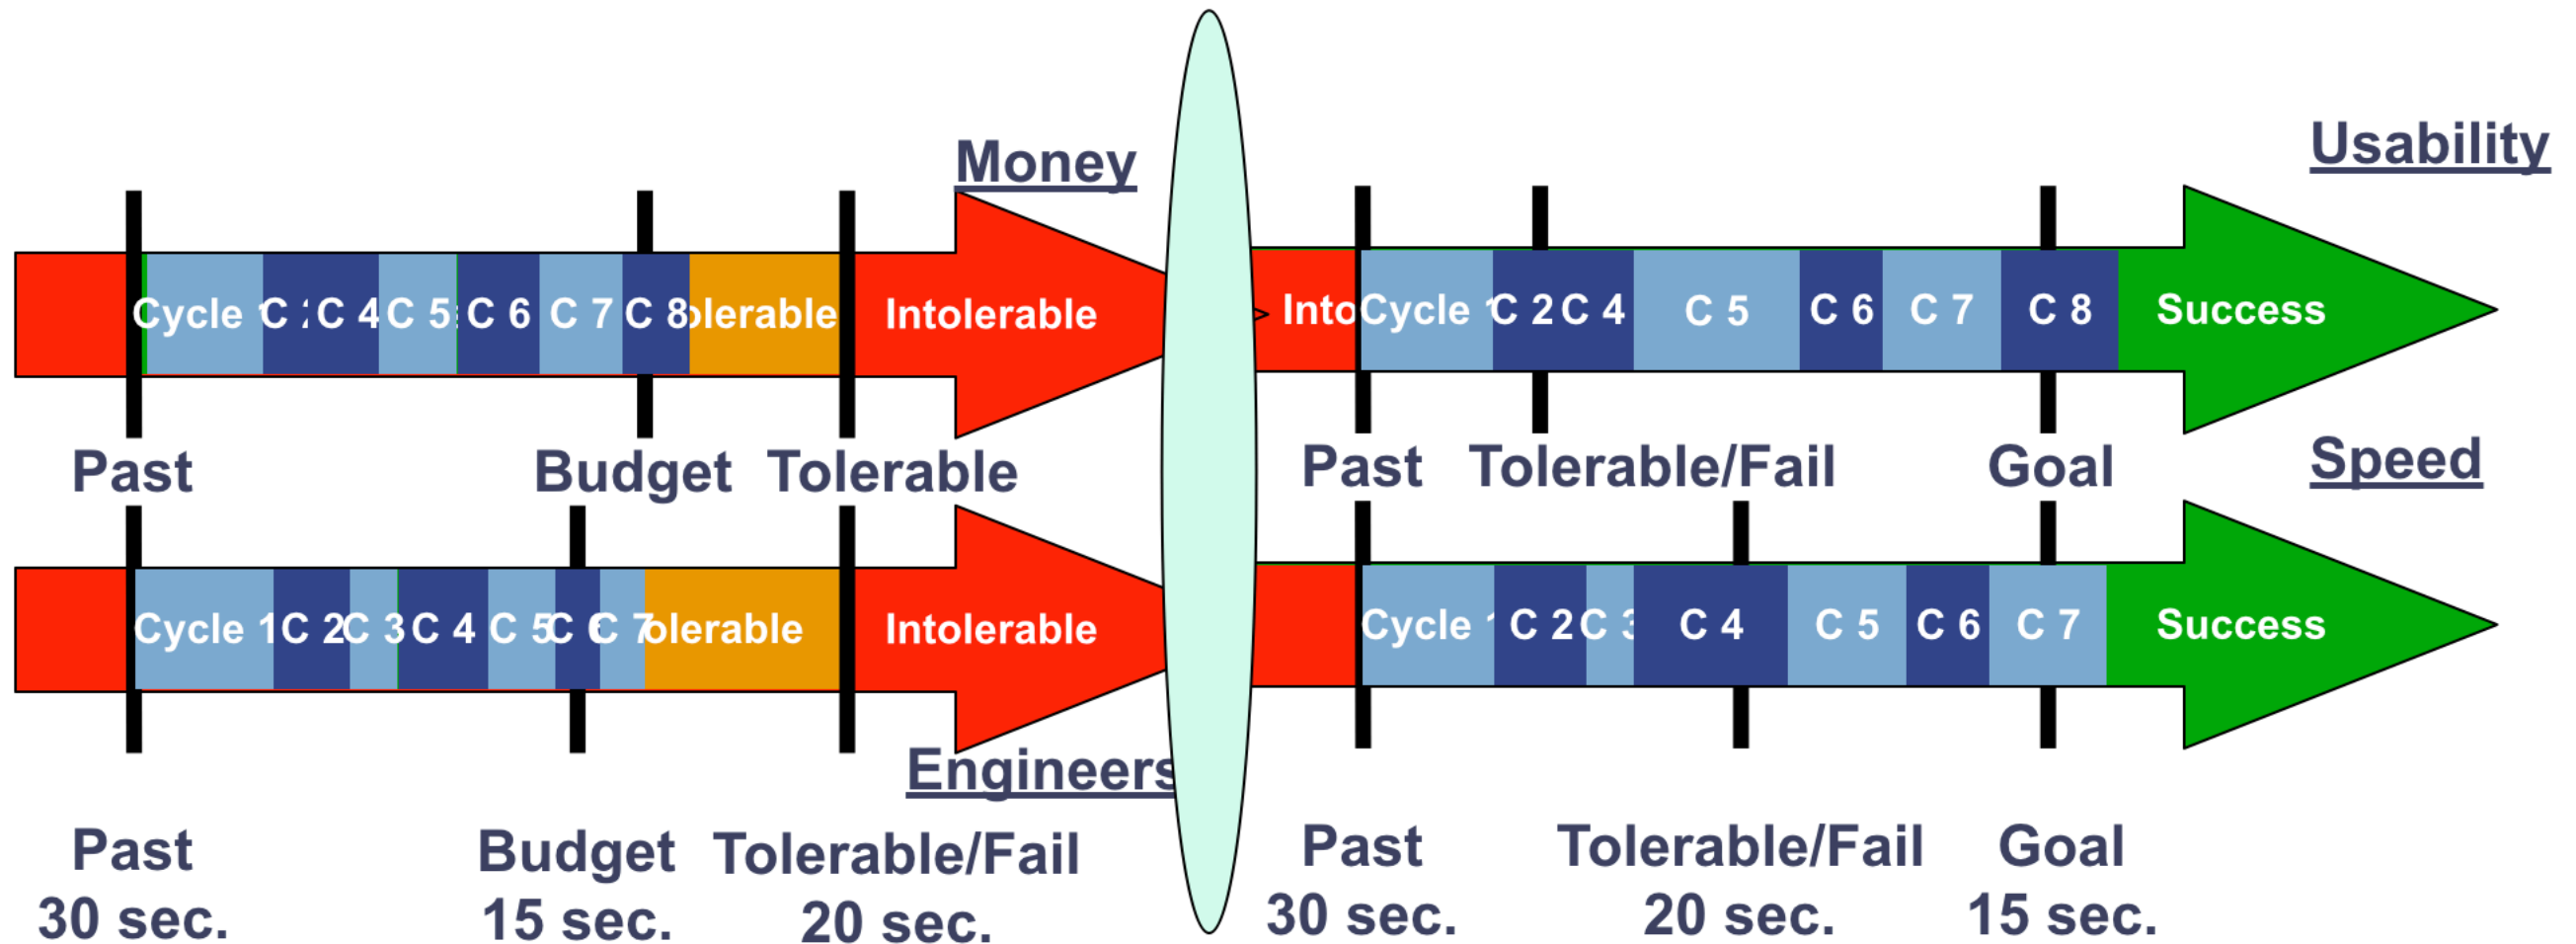 Money
Cycle C C 4 C 5 C 6 C 7 C 8 olerable Intolerable
Past Budget Tolerable
Cycle 1 C 2 C 3 C 4 C 5 C C 7 olerable Intolerable
Engineers
Past Budget Tolerable/Fail
30 sec. 15 sec. 20 sec.
Usability
Into Cycle C 2 C 4 C 5 C 6 C 7 C 8 Success
Past Tolerable/Fail Goal
Speed
Cycle C 2 C 3 C 4 C 5 C 6 C 7 Success
Past Tolerable/Fail Goal
30 sec. 20 sec. 15 sec.